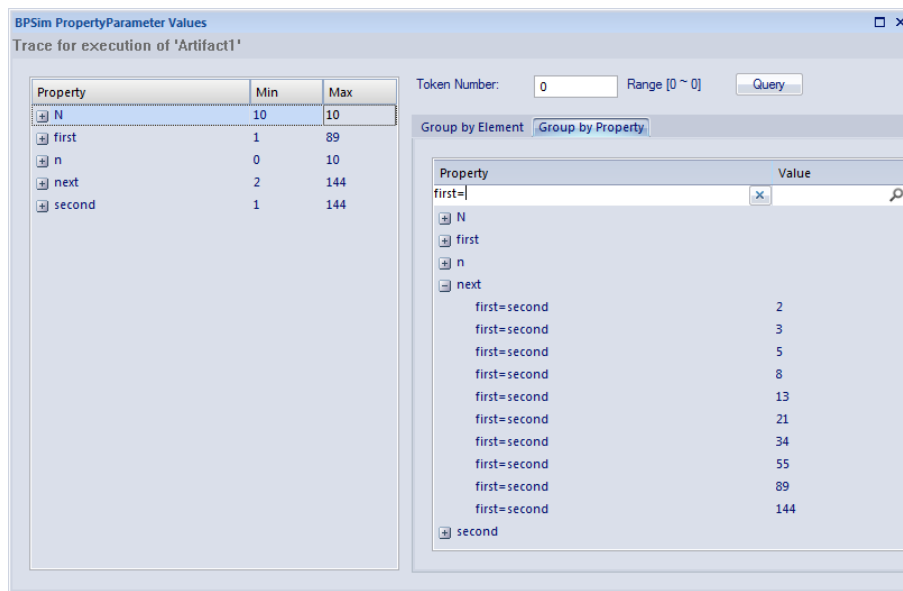 BPSim PropertyParameter Values
Trace for execution of 'Artifact1'
Property Min Max
N 10 10
first 1 89
n 0 10
next 2 144
second 1 144
Token Number: 0 Range [0 ~ 0] Query
Group by Element Group by Property
Property Value
first=
N
first
n
next
first=second 2
first=second 3
first=second 5
first=second 8
first=second 13
first=second 21
first=second 34
first=second 55
first=second 89
first=second 144
second